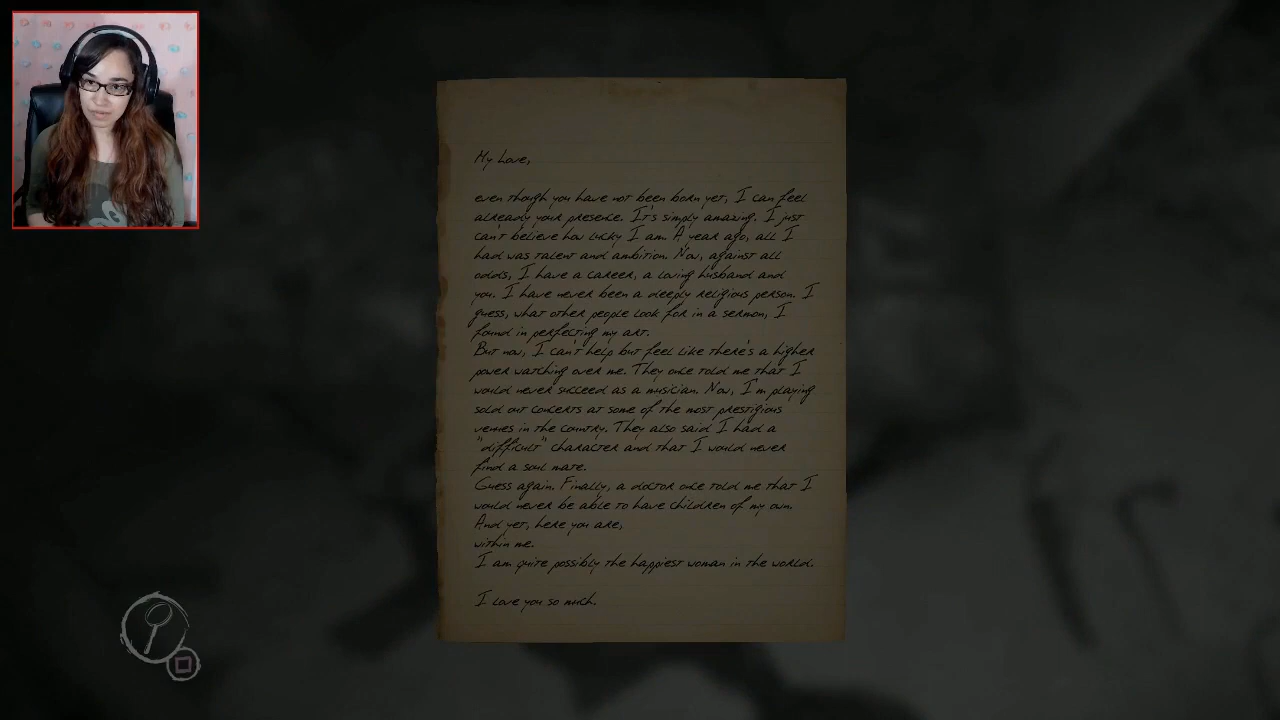 My Love,
even though you have not been born yet, I can feel
already your presence. It's simply amazing. I just
can't believe how lucky I am. A year ago, all I
had was talent and ambition. Now, against all
odds, I have a career, a loving husband and
you. I have never been a deeply religious person. I
guess, what other people look for in a sermon, I
found in perfecting my art.
But now, I can't help but feel like there's a higher
power watching over me. They once told me that I
would never succeed as a musician. Now, I'm playing
sold out concerts at some of the most prestigious
venues in the country. They also said I had a
"difficult" character and that I would never
find a soul mate.
Guess again. Finally, a doctor once told me that I
would never be able to have children of my own.
And yet, here you are,
within me.
I am quite possibly the happiest woman in the world.
I love you so much.